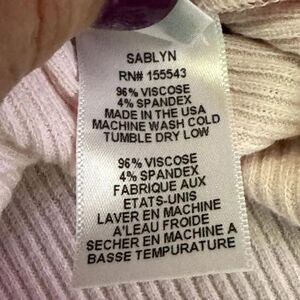 SABLYN
RN# 155543
96% VISCOSE
4% SPANDEX
MADE IN THE USA
MACHINE WASH COLD
TUMBLE DRY LOW
96% VISCOSE
4% SPANDEX
FABRIQUE AUX
ETATS-UNIS
LAVER EN MACHINE
A'LEAU FROIDE
SECHER EN MACHINE A
BASSE TEMPURATURE